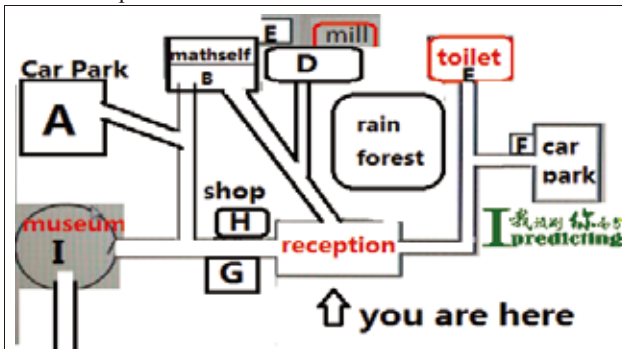 E
mill
mathself
B
D
toilet
E
Car Park
A
rain
forest
F
car
park
shop
H
museum
I
G
reception
I
predicting
you are here